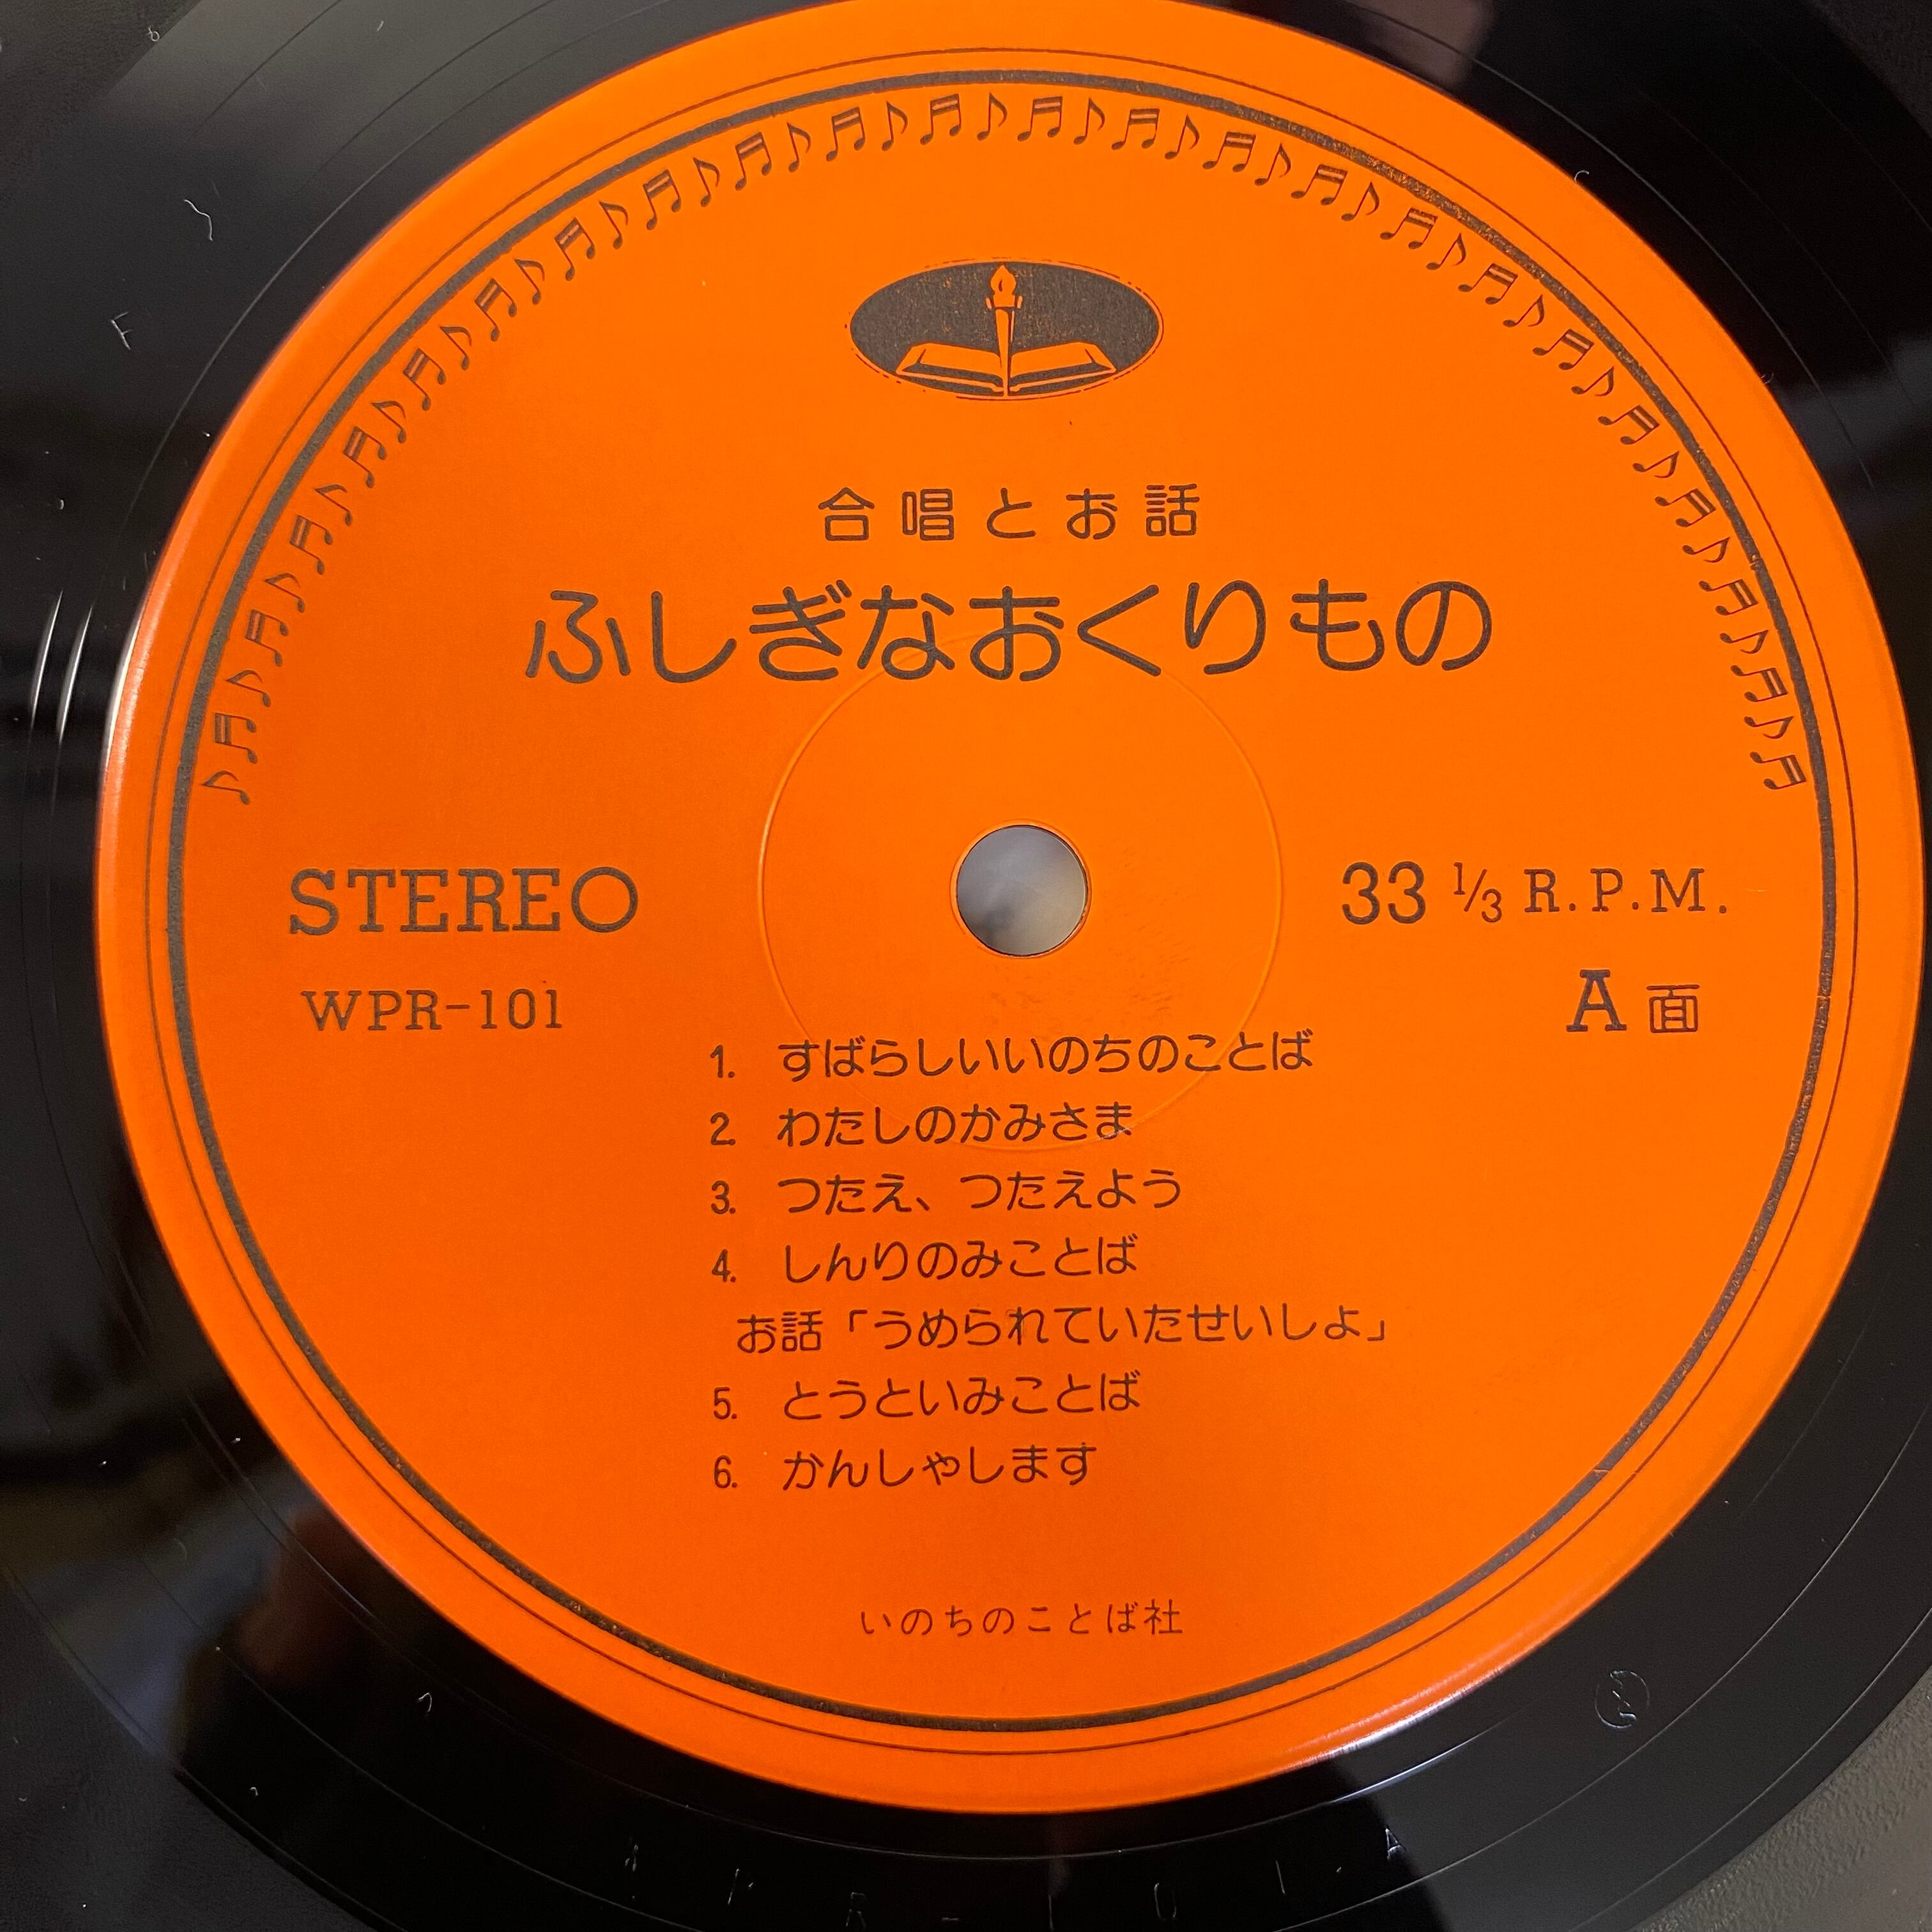 合唱とお話
ふしぎなおくりもの
STEREO
33 1/3 R.P.M.
WPR-101
A面
1. すばらしいいのちのことば
2. わたしのかみさま
3. つたえ、つたえよう
4. しんりのみことば
お話「うめられていたせいしよ」
5. とうといみことば
6. かんしゃします
いのちのことば社